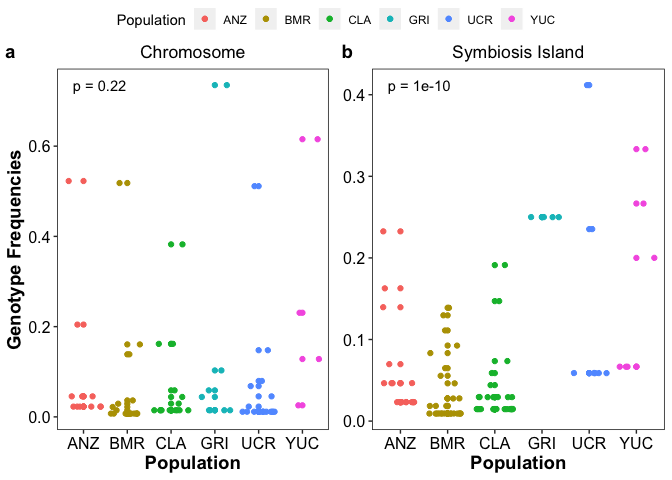 Population ANZ BMR CLA GRI UCR YUC
a Chromosome
b Symbiosis Island
p = 0.22
p = 1e-10
Genotype Frequencies
0.6
0.4
0.2
0.0
0.4
0.3
0.2
0.1
0.0
ANZ BMR CLA GRI UCR YUC
Population
ANZ BMR CLA GRI UCR YUC
Population